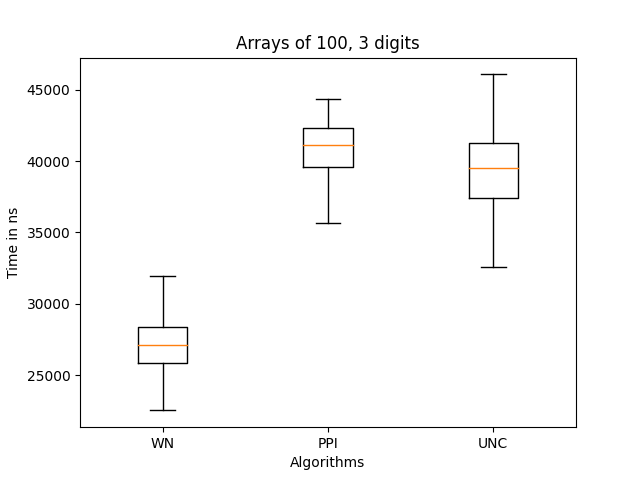 Arrays of 100, 3 digits
45000
40000
35000
30000
25000
Time in ns
WN PPI UNC
Algorithms